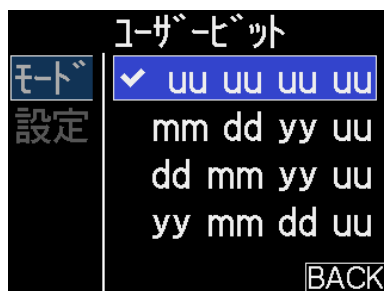 ユーザービット
モード
✔ uu uu uu uu
設定
mm dd yy uu
dd mm yy uu
yy mm dd uu
BACK